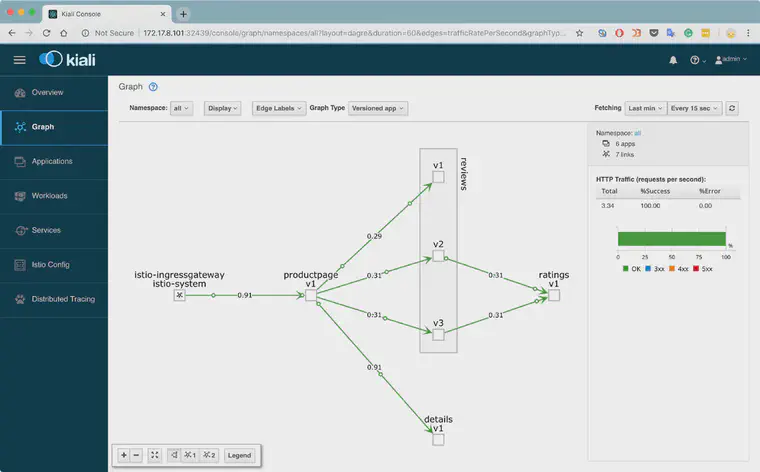 Kiali Console
Not Secure | 172.17.8.101:32439/console/graph/namespaces/all?layout=dagre&duration=60&edges=trafficRatePerSecond&graphTyp...
kiali
admin
Overview
Graph
Applications
Workloads
Services
Istio Config
Distributed Tracing
Graph
Namespace: all Display Edge Labels Graph Type Versioned app Fetching Last min Every 15 sec
Namespace: all
6 apps
7 links
HTTP Traffic (requests per second):
Total %Success %Error
3.34 100.00 0.00
0 25 50 75 100 %
OK 3xx 4xx 5xx
reviews
v1
0.29
v2
istio-ingressgateway
istio-system
0.91
productpage
v1
0.31
0.31
ratings
v1
0.31
v3
0.31
0.91
details
v1
1 2 Legend